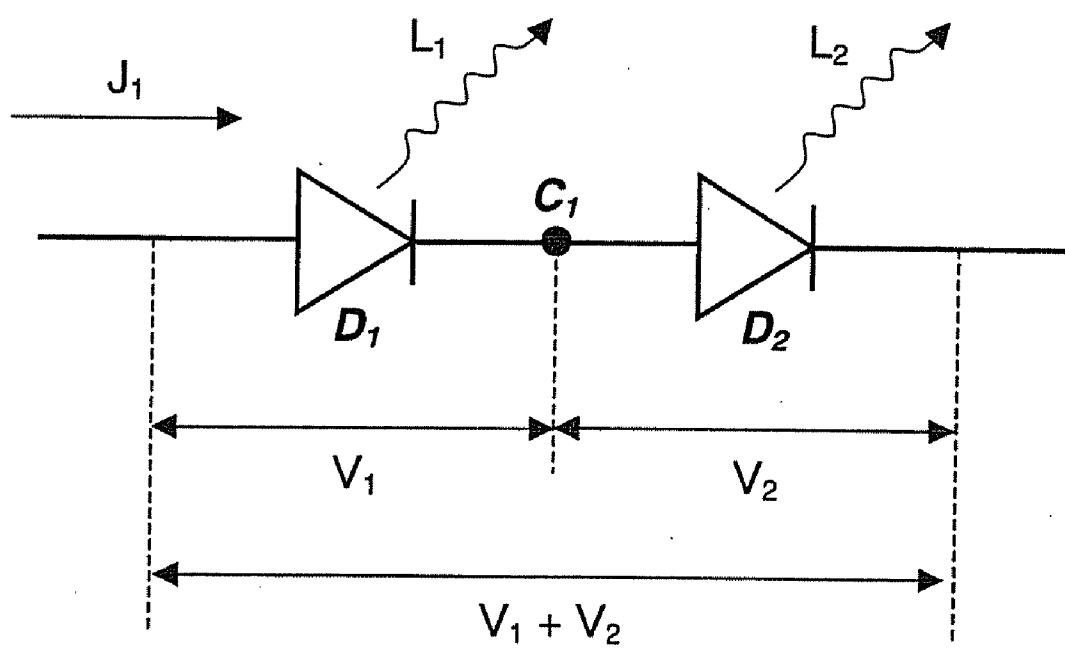 L₁
L₂
J₁
C₁
D₁
D₂
V₁
V₂
V₁ + V₂